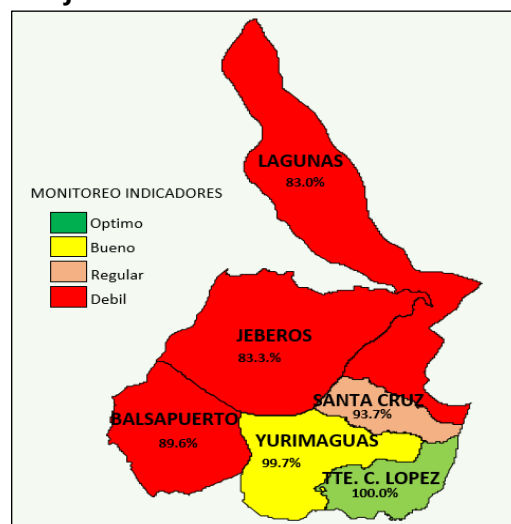 LAGUNAS
83.0%
MONITOREO INDICADORES
Optimo
Bueno
Regular
Debil
JEBEROS
83.3.%
SANTA CRUZ
93.7%
BALSAPUERTO
89.6%
YURIMAGUAS
99.7%
TTE. C. LOPEZ
100.0%